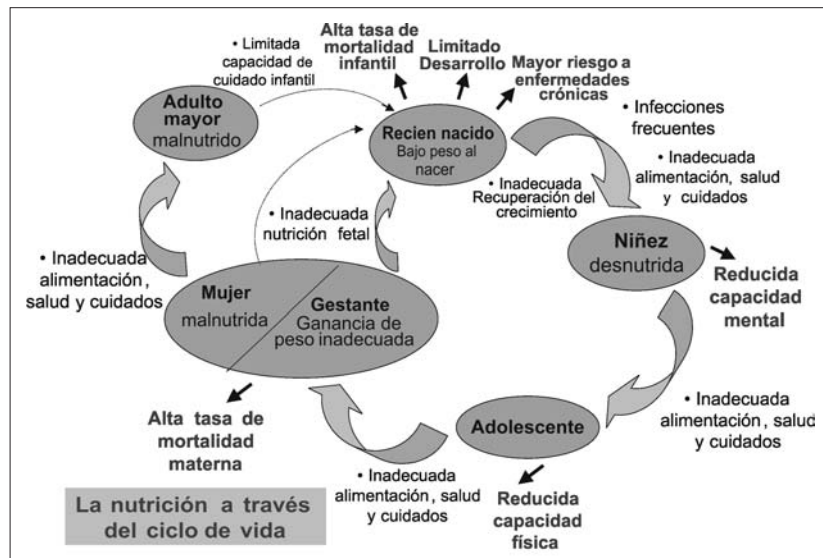 Alta tasa de
mortalidad
infantil
Limitado
Desarrollo
Mayor riesgo a
enfermedades
crónicas
• Limitada
capacidad de
cuidado infantil
Adulto
mayor
malnutrido
Recien nacido
Bajo peso al
nacer
• Infecciones
frecuentes
• Inadecuada
alimentación, salud
y cuidados
• Inadecuada
Recuperación del
crecimiento
• Inadecuada
nutrición fetal
Niñez
desnutrida
Reducida
capacidad
mental
• Inadecuada
alimentación,
salud y cuidados
Mujer
malnutrida
Gestante
Ganancia de
peso inadecuada
• Inadecuada
alimentación, salud
y cuidados
Adolescente
Alta tasa de
mortalidad
materna
• Inadecuada
alimentación, salud
y cuidados
Reducida
capacidad
física
La nutrición a través
del ciclo de vida